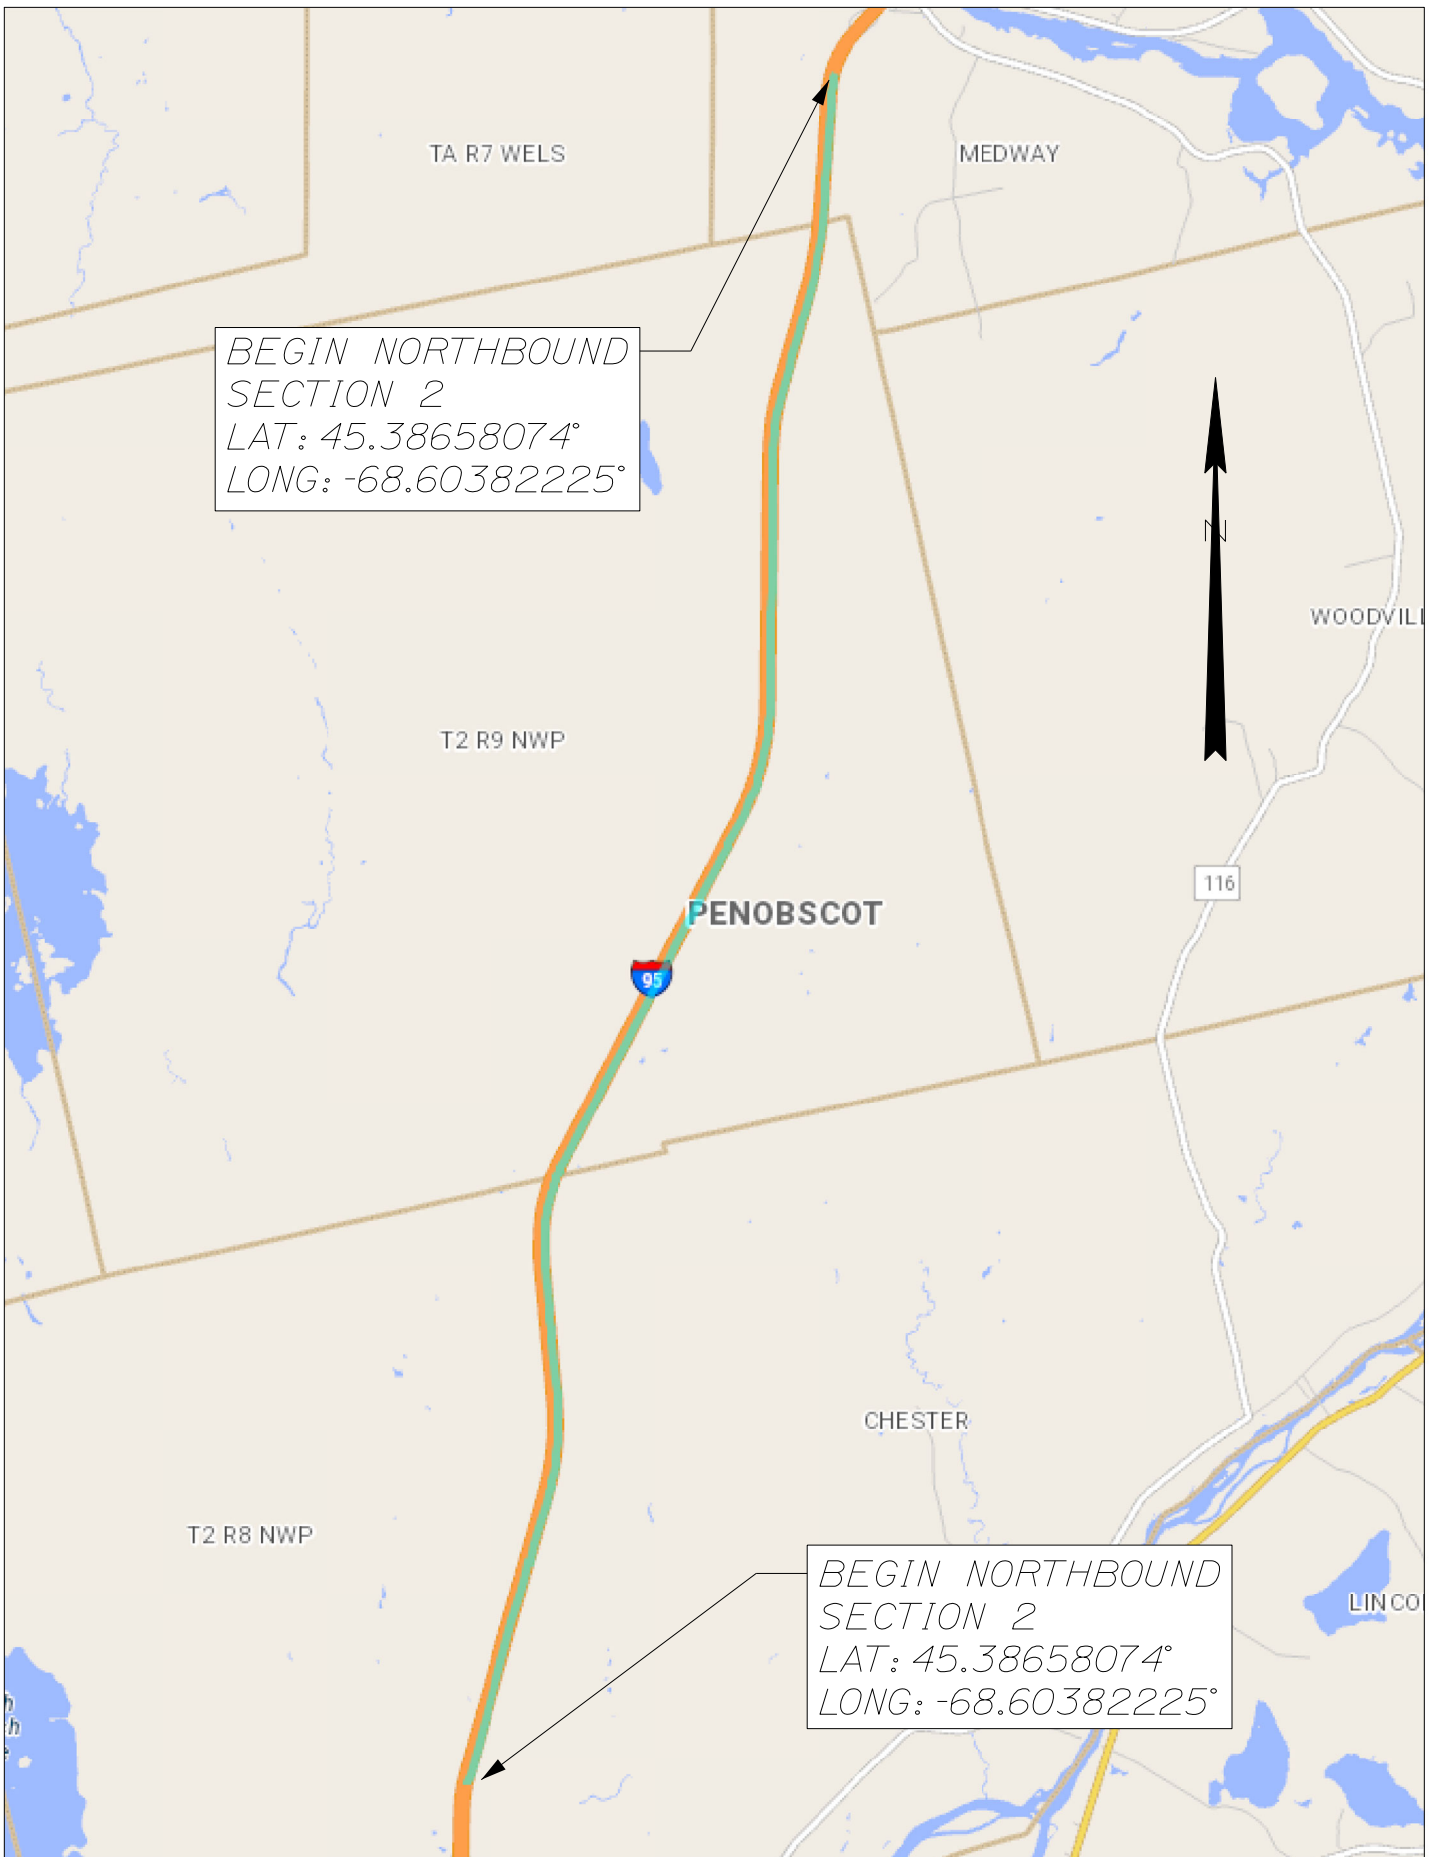 TA R7 WELS
MEDWAY
BEGIN NORTHBOUND
SECTION 2
LAT: 45.38658074°
LONG: -68.60382225°
N
WOODVILL
T2 R9 NWP
116
PENOBSCOT
95
CHESTER
T2 R8 NWP
BEGIN NORTHBOUND
SECTION 2
LAT: 45.38658074°
LONG: -68.60382225°
LINCO
h
ch
e